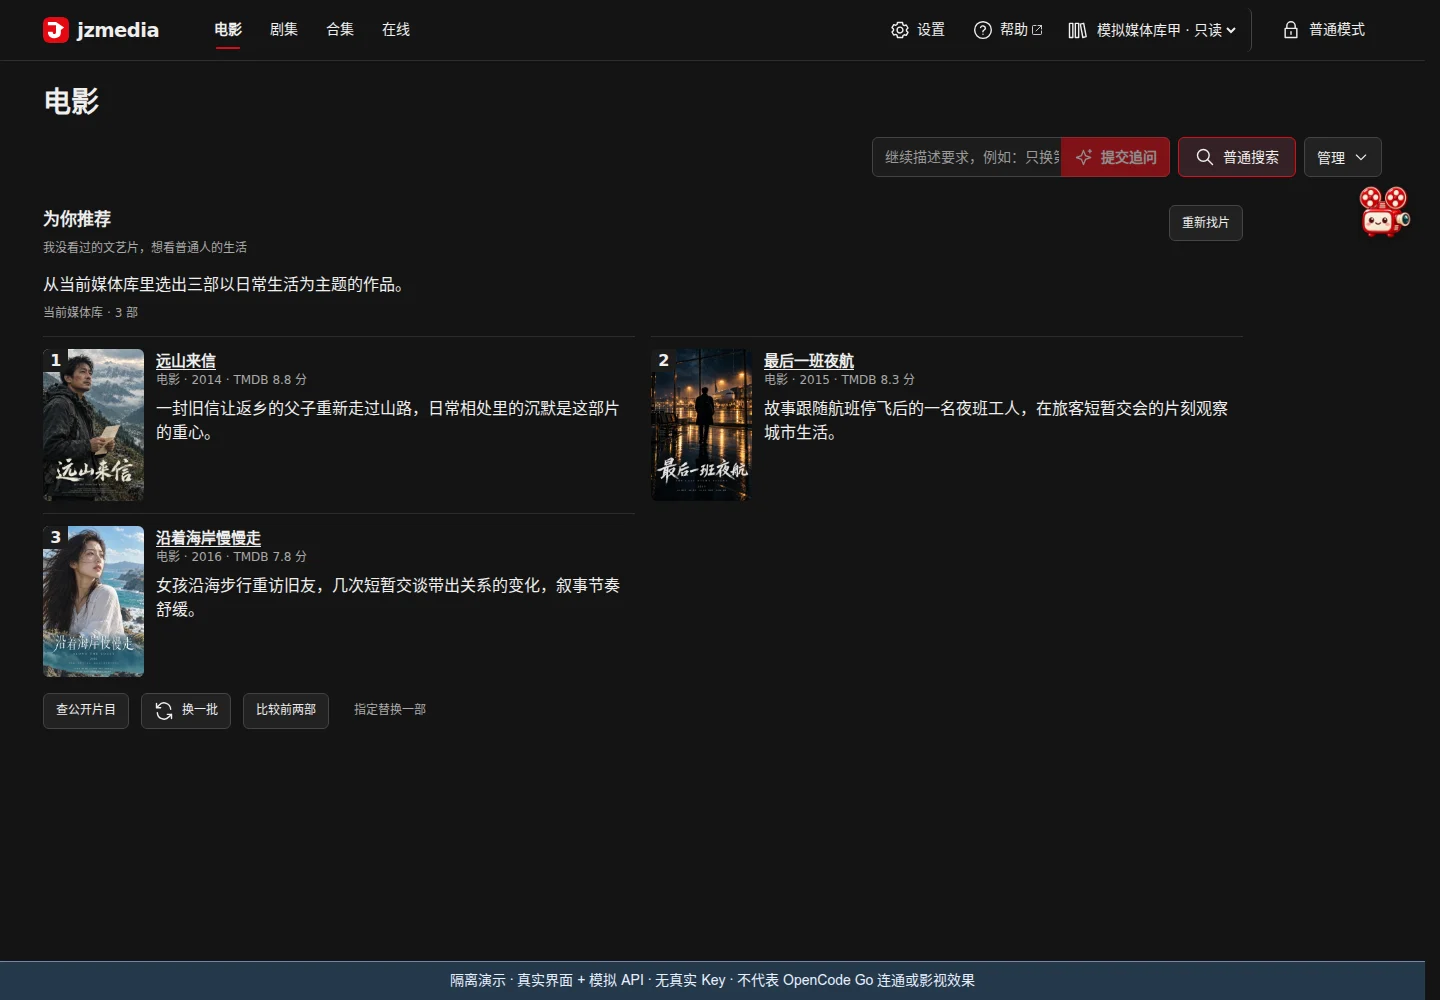 jzmedia
电影
剧集
合集
在线
设置
帮助
模拟媒体库甲 · 只读
普通模式
电影
继续描述要求，例如：只换
提交追问
普通搜索
管理
为你推荐
重新找片
我没看过的文艺片，想看普通人的生活
从当前媒体库里选出三部以日常生活为主题的作品。
当前媒体库 · 3 部
1
远山来信
远山来信
电影 · 2014 · TMDB 8.8 分
一封旧信让返乡的父子重新走过山路，日常相处里的沉默是这部片
的重心。
2
最后一班夜航
最后一班夜航
电影 · 2015 · TMDB 8.3 分
故事跟随航班停飞后的一名夜班工人，在旅客短暂交会的片刻观察
城市生活。
3
沿着海岸慢慢走
沿着海岸慢慢走
电影 · 2016 · TMDB 7.8 分
女孩沿海步行重访旧友，几次短暂交谈带出关系的变化，叙事节奏
舒缓。
查公开片目
换一批
比较前两部
指定替换一部
隔离演示 · 真实界面 + 模拟 API · 无真实 Key · 不代表 OpenCode Go 连通或影视效果